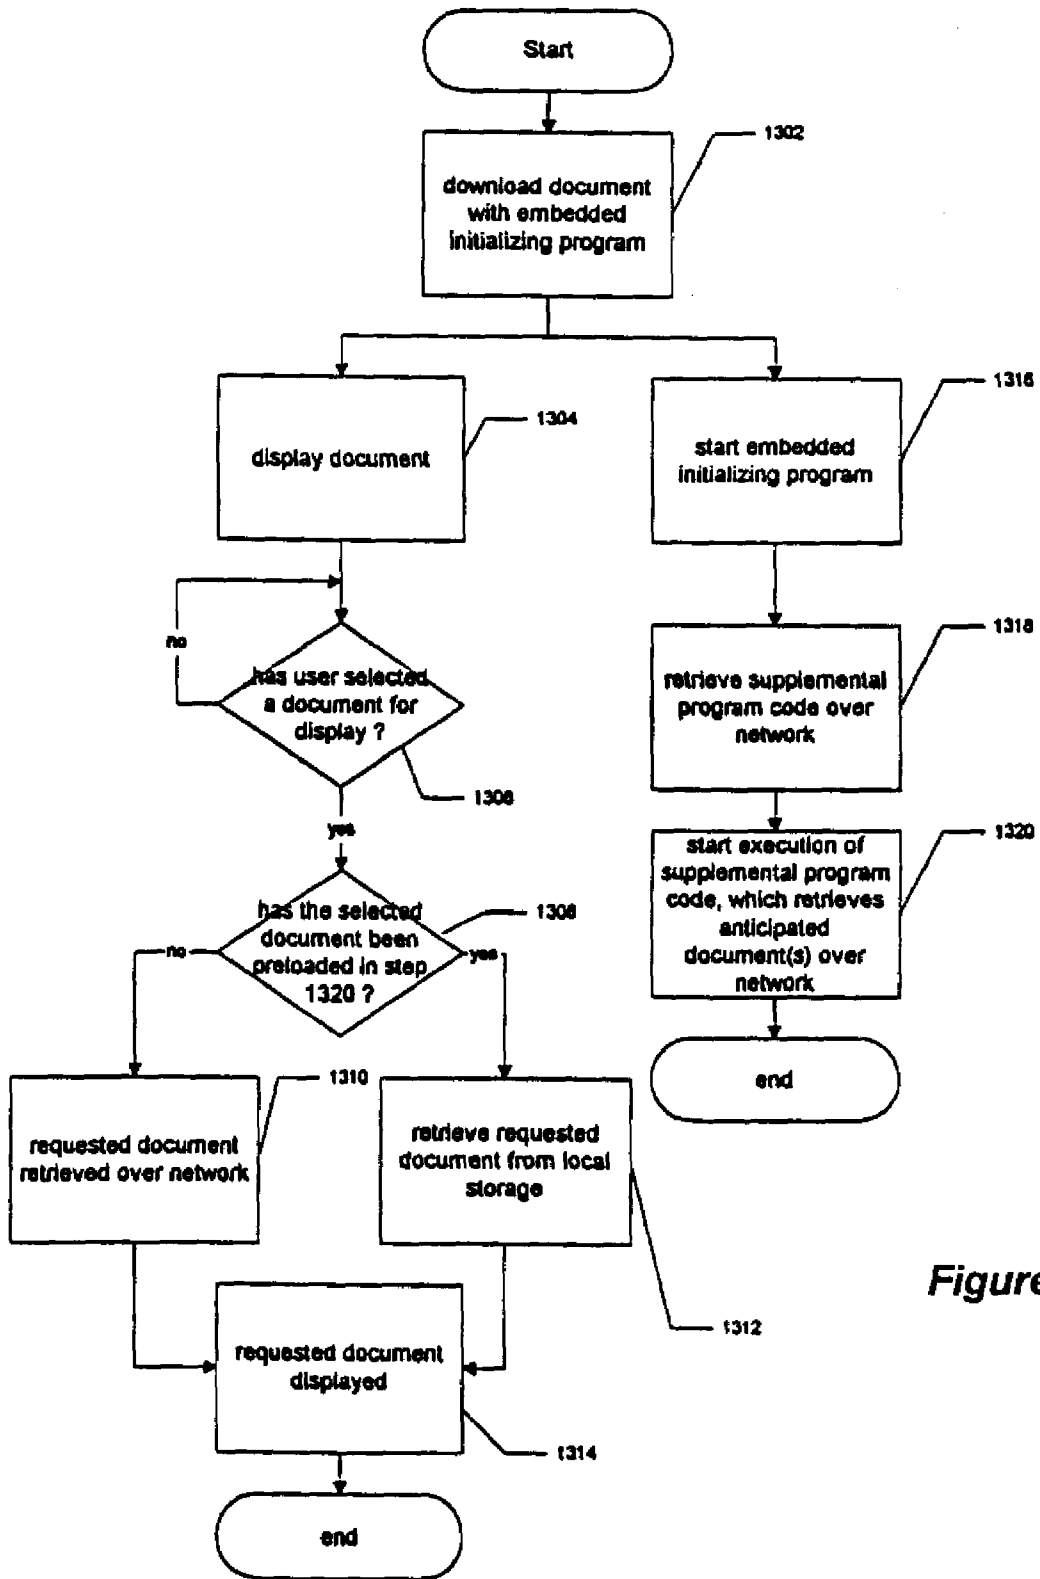 Start
1302
download document
with embedded
initializing program
1304
display document
1316
start embedded
initializing program
no
has user selected
a document for
display ?
1306
yes
1318
retrieve supplemental
program code over
network
1320
start execution of
supplemental program
code, which retrieves
anticipated
document(s) over
network
has the selected
document been
preloaded in step
1320 ?
1308
no
yes
end
1310
requested document
retrieved over network
retrieve requested
document from local
storage
1312
Figure
requested document
displayed
1314
end